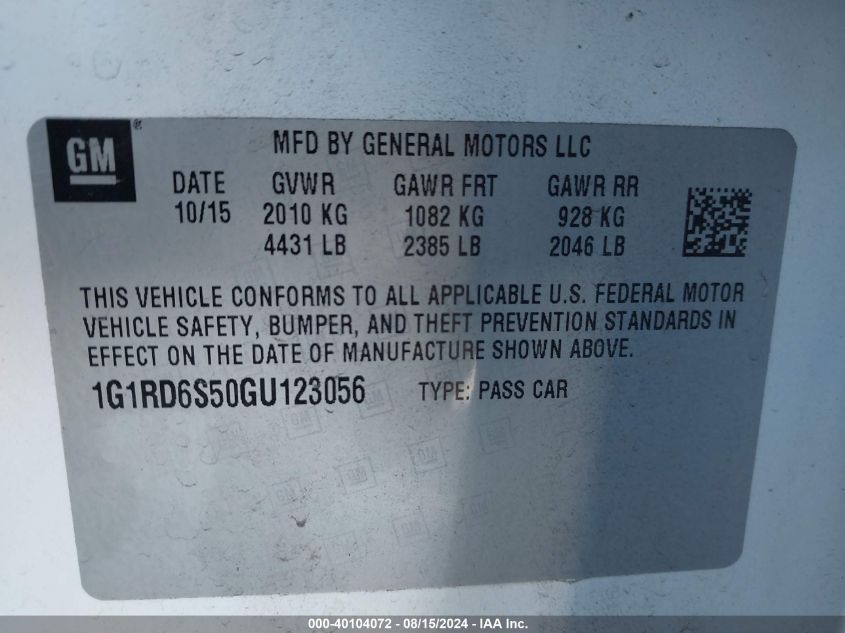 GM
MFD BY GENERAL MOTORS LLC
DATE GVWR GAWR FRT GAWR RR
10/15 2010 KG 1082 KG 928 KG
4431 LB 2385 LB 2046 LB
THIS VEHICLE CONFORMS TO ALL APPLICABLE U.S. FEDERAL MOTOR
VEHICLE SAFETY, BUMPER, AND THEFT PREVENTION STANDARDS IN
EFFECT ON THE DATE OF MANUFACTURE SHOWN ABOVE.
1G1RD6S50GU123056 TYPE: PASS CAR
000-40104072 - 08/15/2024 - IAA Inc.